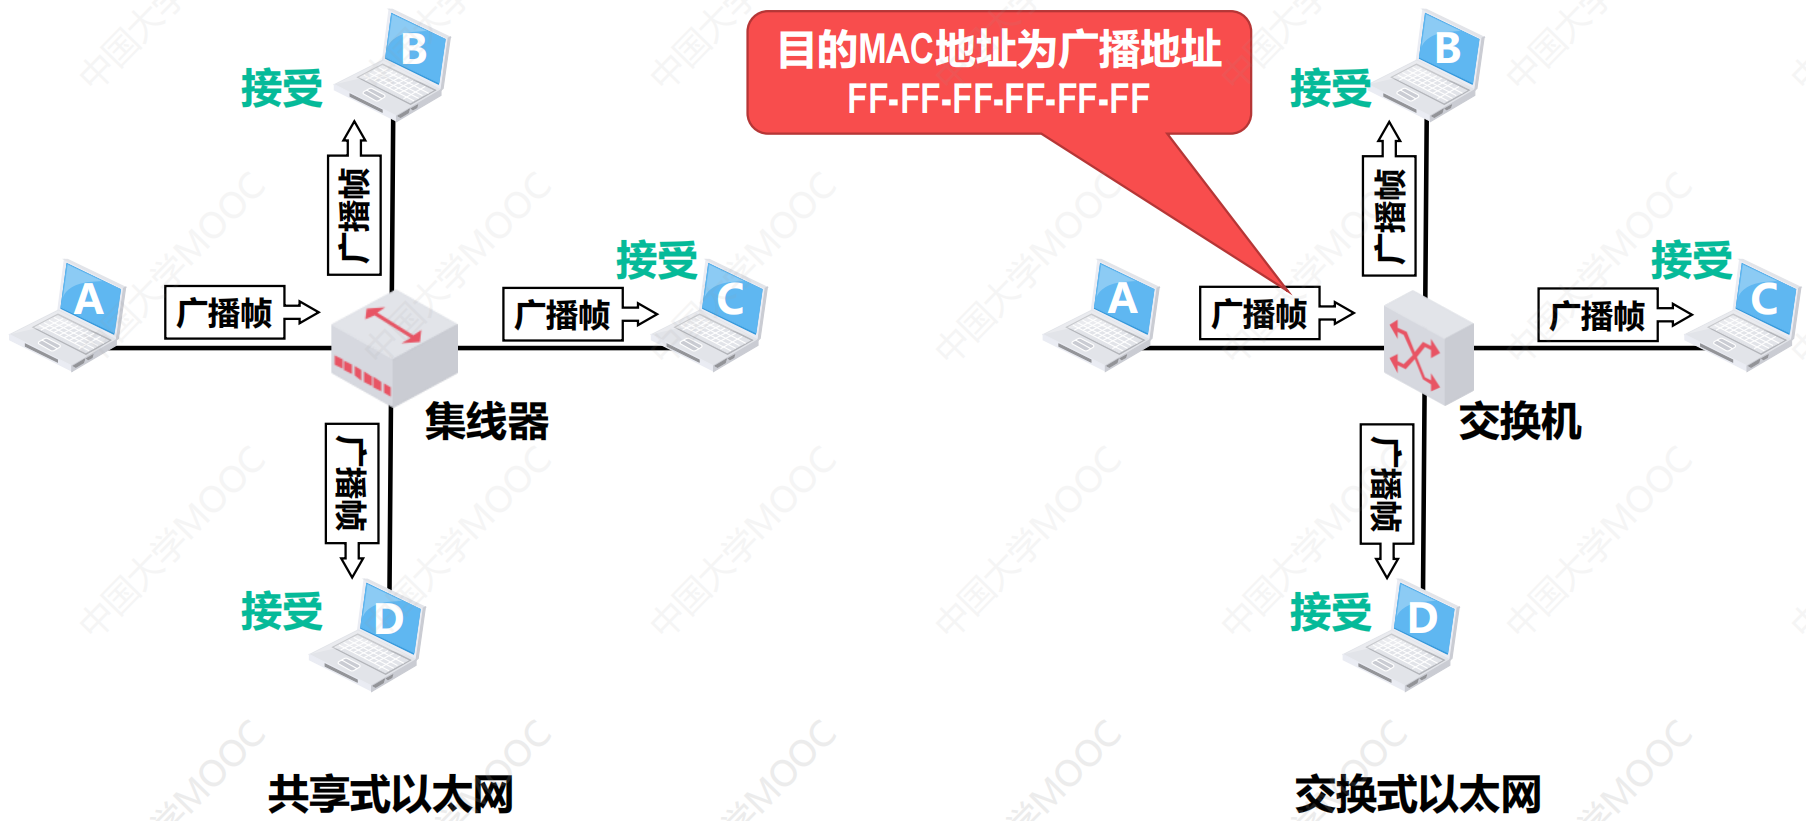 目的MAC地址为广播地址
FF-FF-FF-FF-FF-FF
B
接受
广播帧
A
广播帧
接受
广播帧
C
集线器
广播帧
接受
D
共享式以太网
B
接受
广播帧
A
广播帧
接受
广播帧
C
交换机
广播帧
接受
D
交换式以太网
中国大学MOOC